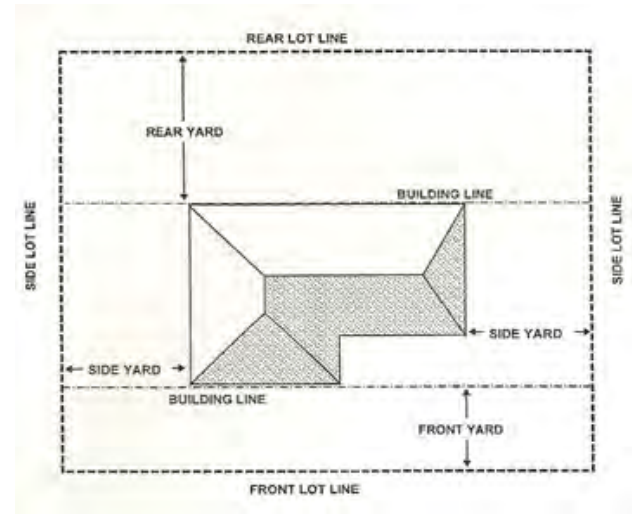 REAR LOT LINE
REAR YARD
BUILDING LINE
SIDE LOT LINE
SIDE LOT LINE
SIDE YARD
SIDE YARD
BUILDING LINE
FRONT YARD
FRONT LOT LINE